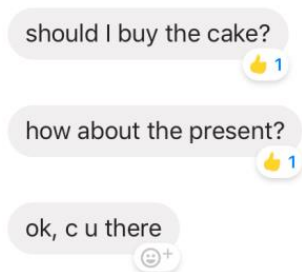 should I buy the cake?
👍 1
how about the present?
👍 1
ok, c u there